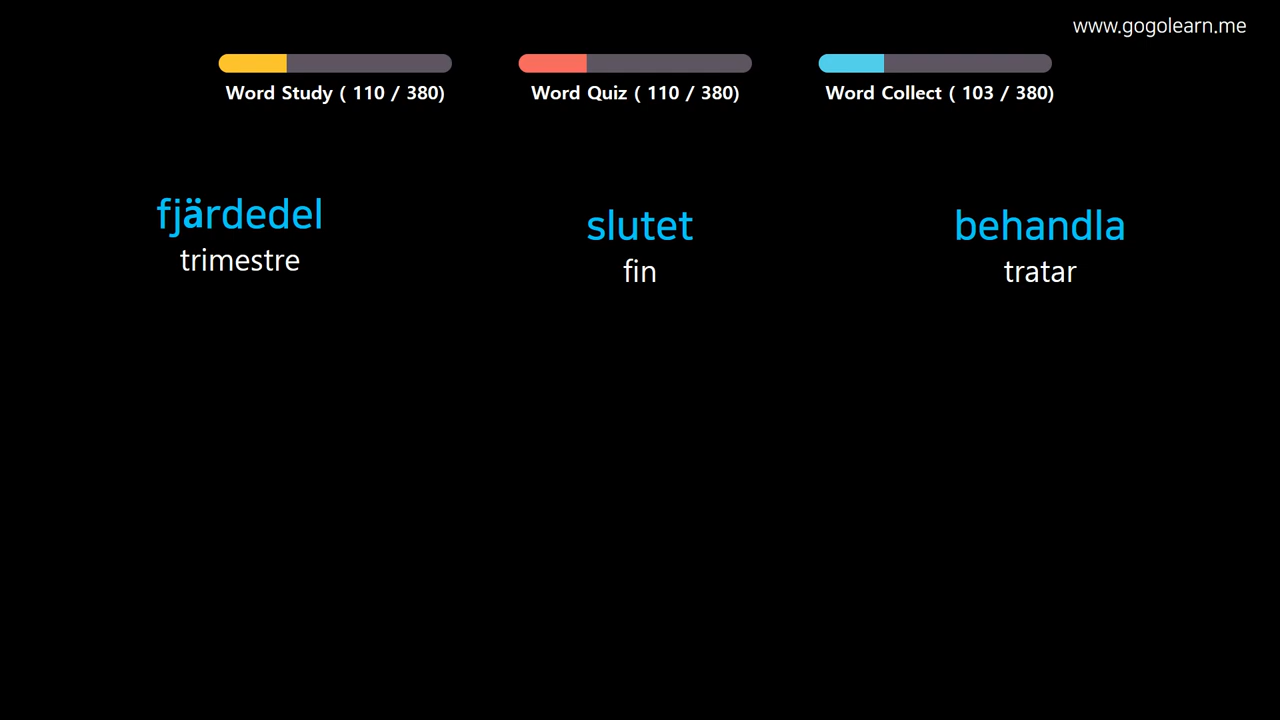 www.gogolearn.me
Word Study ( 110 / 380)
Word Quiz ( 110 / 380)
Word Collect ( 103 / 380)
fjärdedel
trimestre
slutet
fin
behandla
tratar